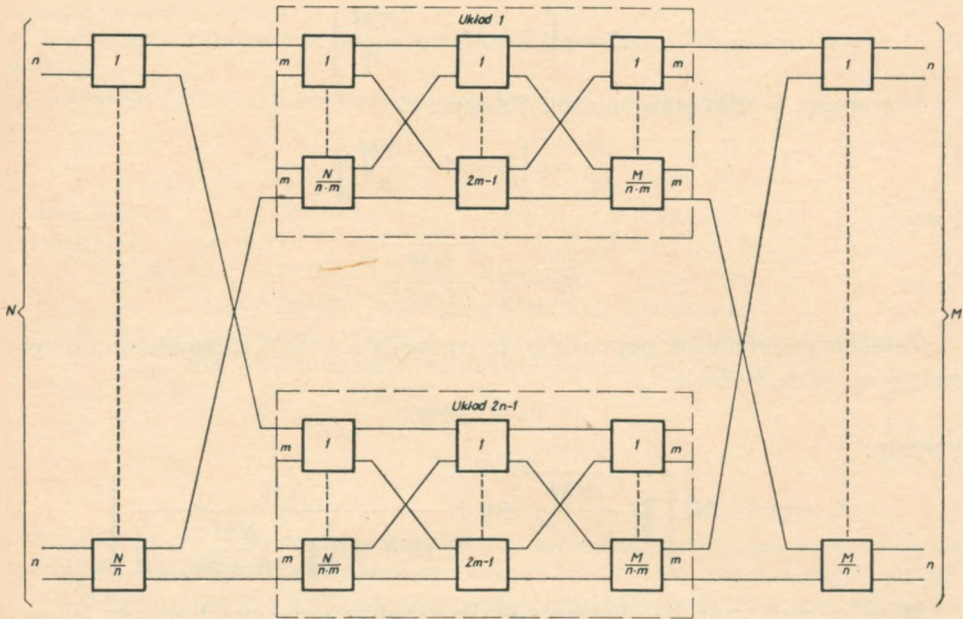 Układ 1
n 1 m 1 1 1 m 1 n
m N/n·m 2m-1 M/n·m m
N M
Układ 2n-1
m 1 1 1 m
n N/n m N/n·m 2m-1 M/n·m m M/n n